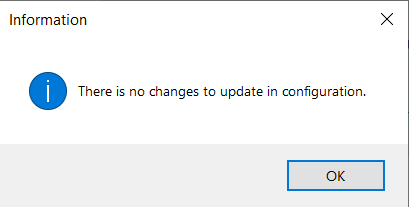 Information
There is no changes to update in configuration.
OK